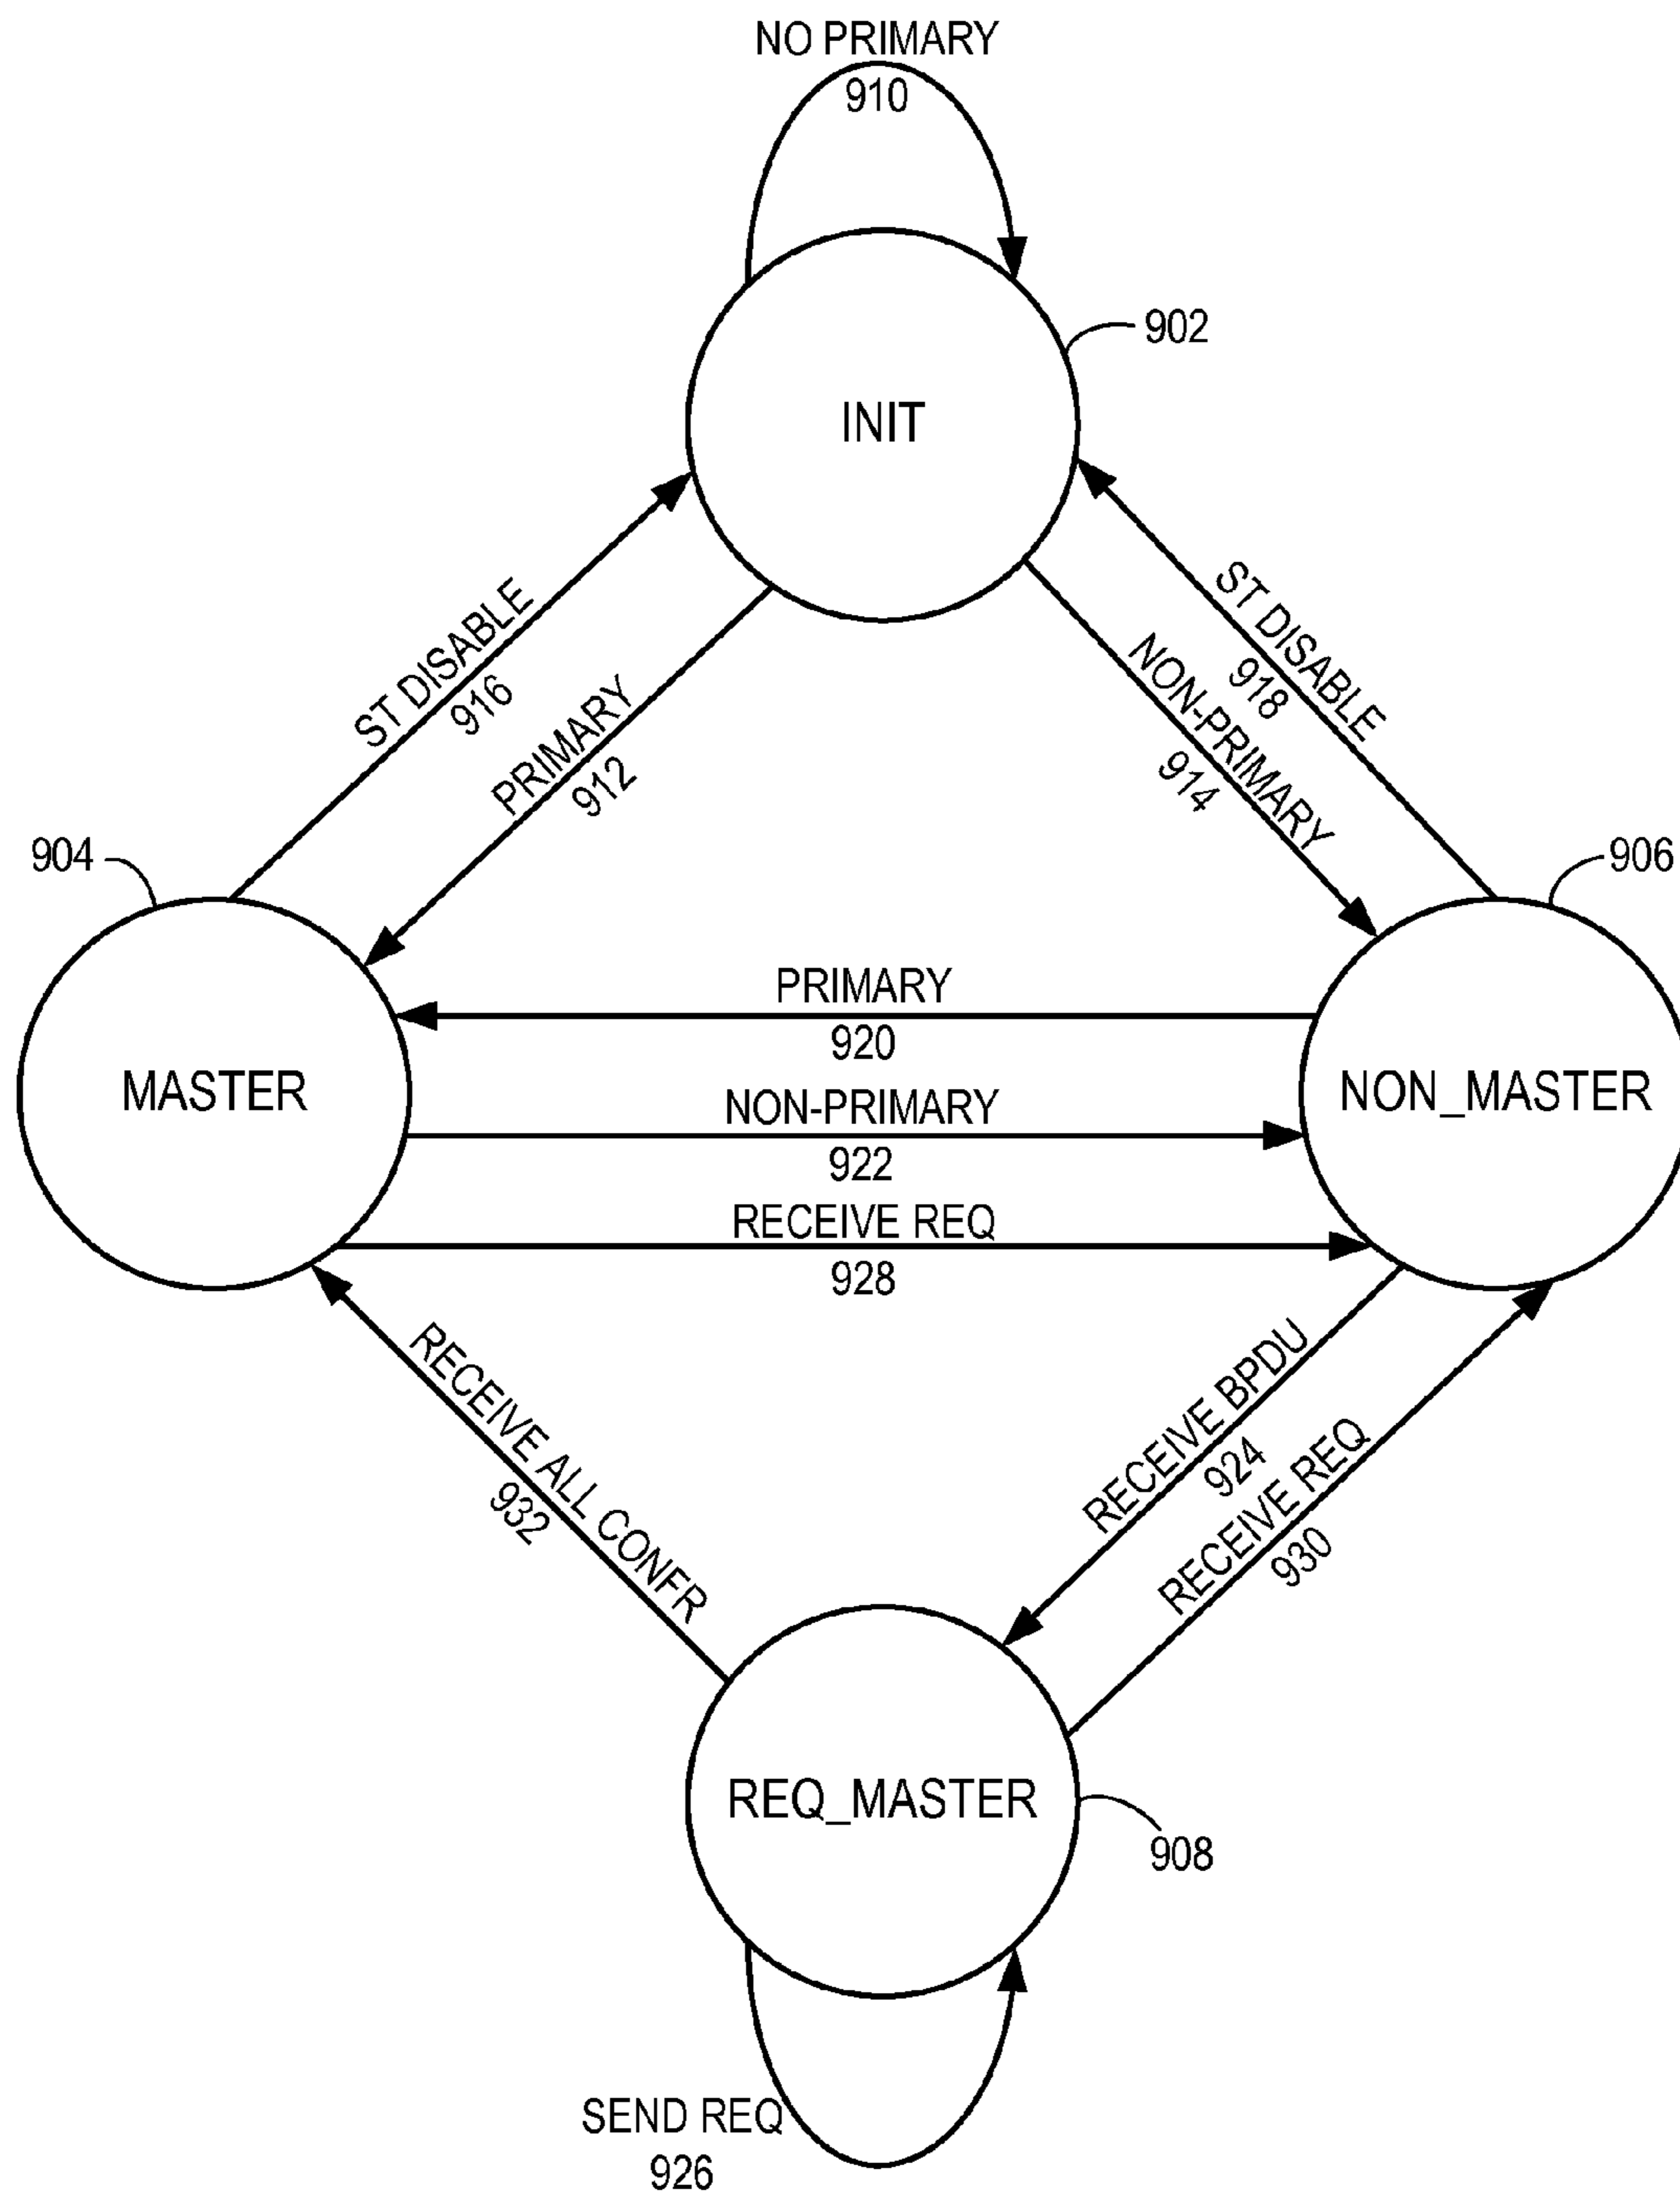 NO PRIMARY
910
902
INIT
ST DISABLE
916
PRIMARY
912
ST DISABLE
918
NON-PRIMARY
914
904
906
MASTER
NON_MASTER
PRIMARY
920
NON-PRIMARY
922
RECEIVE REQ
928
RECEIVE ALL CONFR
932
RECEIVE BPDU
924
RECEIVE REQ
930
REQ_MASTER
908
SEND REQ
926